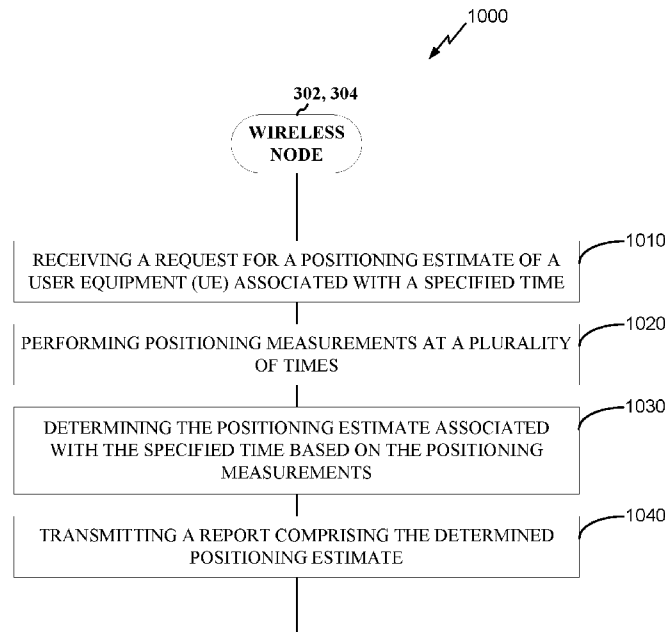 1000
302, 304
WIRELESS
NODE
1010
RECEIVING A REQUEST FOR A POSITIONING ESTIMATE OF A
USER EQUIPMENT (UE) ASSOCIATED WITH A SPECIFIED TIME
1020
PERFORMING POSITIONING MEASUREMENTS AT A PLURALITY
OF TIMES
1030
DETERMINING THE POSITIONING ESTIMATE ASSOCIATED
WITH THE SPECIFIED TIME BASED ON THE POSITIONING
MEASUREMENTS
1040
TRANSMITTING A REPORT COMPRISING THE DETERMINED
POSITIONING ESTIMATE